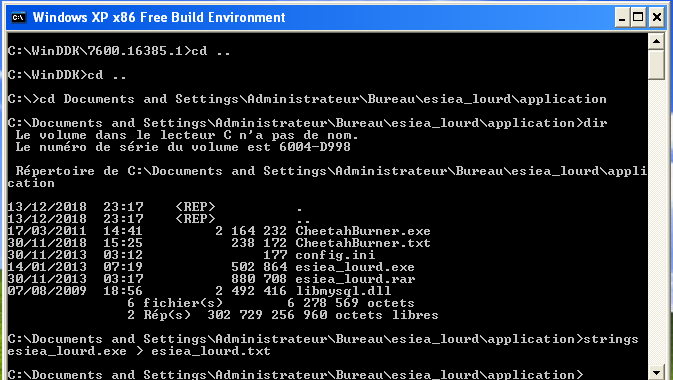 Windows XP x86 Free Build Environment
C:\WinDDK\7600.16385.1>cd ..
C:\WinDDK>cd ..
C:\>cd Documents and Settings\Administrateur\Bureau\esiea_lourd\application
C:\Documents and Settings\Administrateur\Bureau\esiea_lourd\application>dir
Le volume dans le lecteur C n'a pas de nom.
Le numéro de série du volume est 6004-D998
Répertoire de C:\Documents and Settings\Administrateur\Bureau\esiea_lourd\appli
cation
13/12/2018  23:17    <REP>          .
13/12/2018  23:17    <REP>          ..
17/03/2011  14:41         2 164 232 CheetahBurner.exe
30/11/2018  15:25           238 172 CheetahBurner.txt
30/11/2013  03:12               177 config.ini
14/01/2013  07:19           502 864 esiea_lourd.exe
30/11/2013  03:17           880 708 esiea_lourd.rar
07/08/2009  18:56         2 492 416 libmysql.dll
6 fichier(s)        6 278 569 octets
2 Rép(s)  302 729 256 960 octets libres
C:\Documents and Settings\Administrateur\Bureau\esiea_lourd\application>strings
esiea_lourd.exe > esiea_lourd.txt
C:\Documents and Settings\Administrateur\Bureau\esiea_lourd\application>